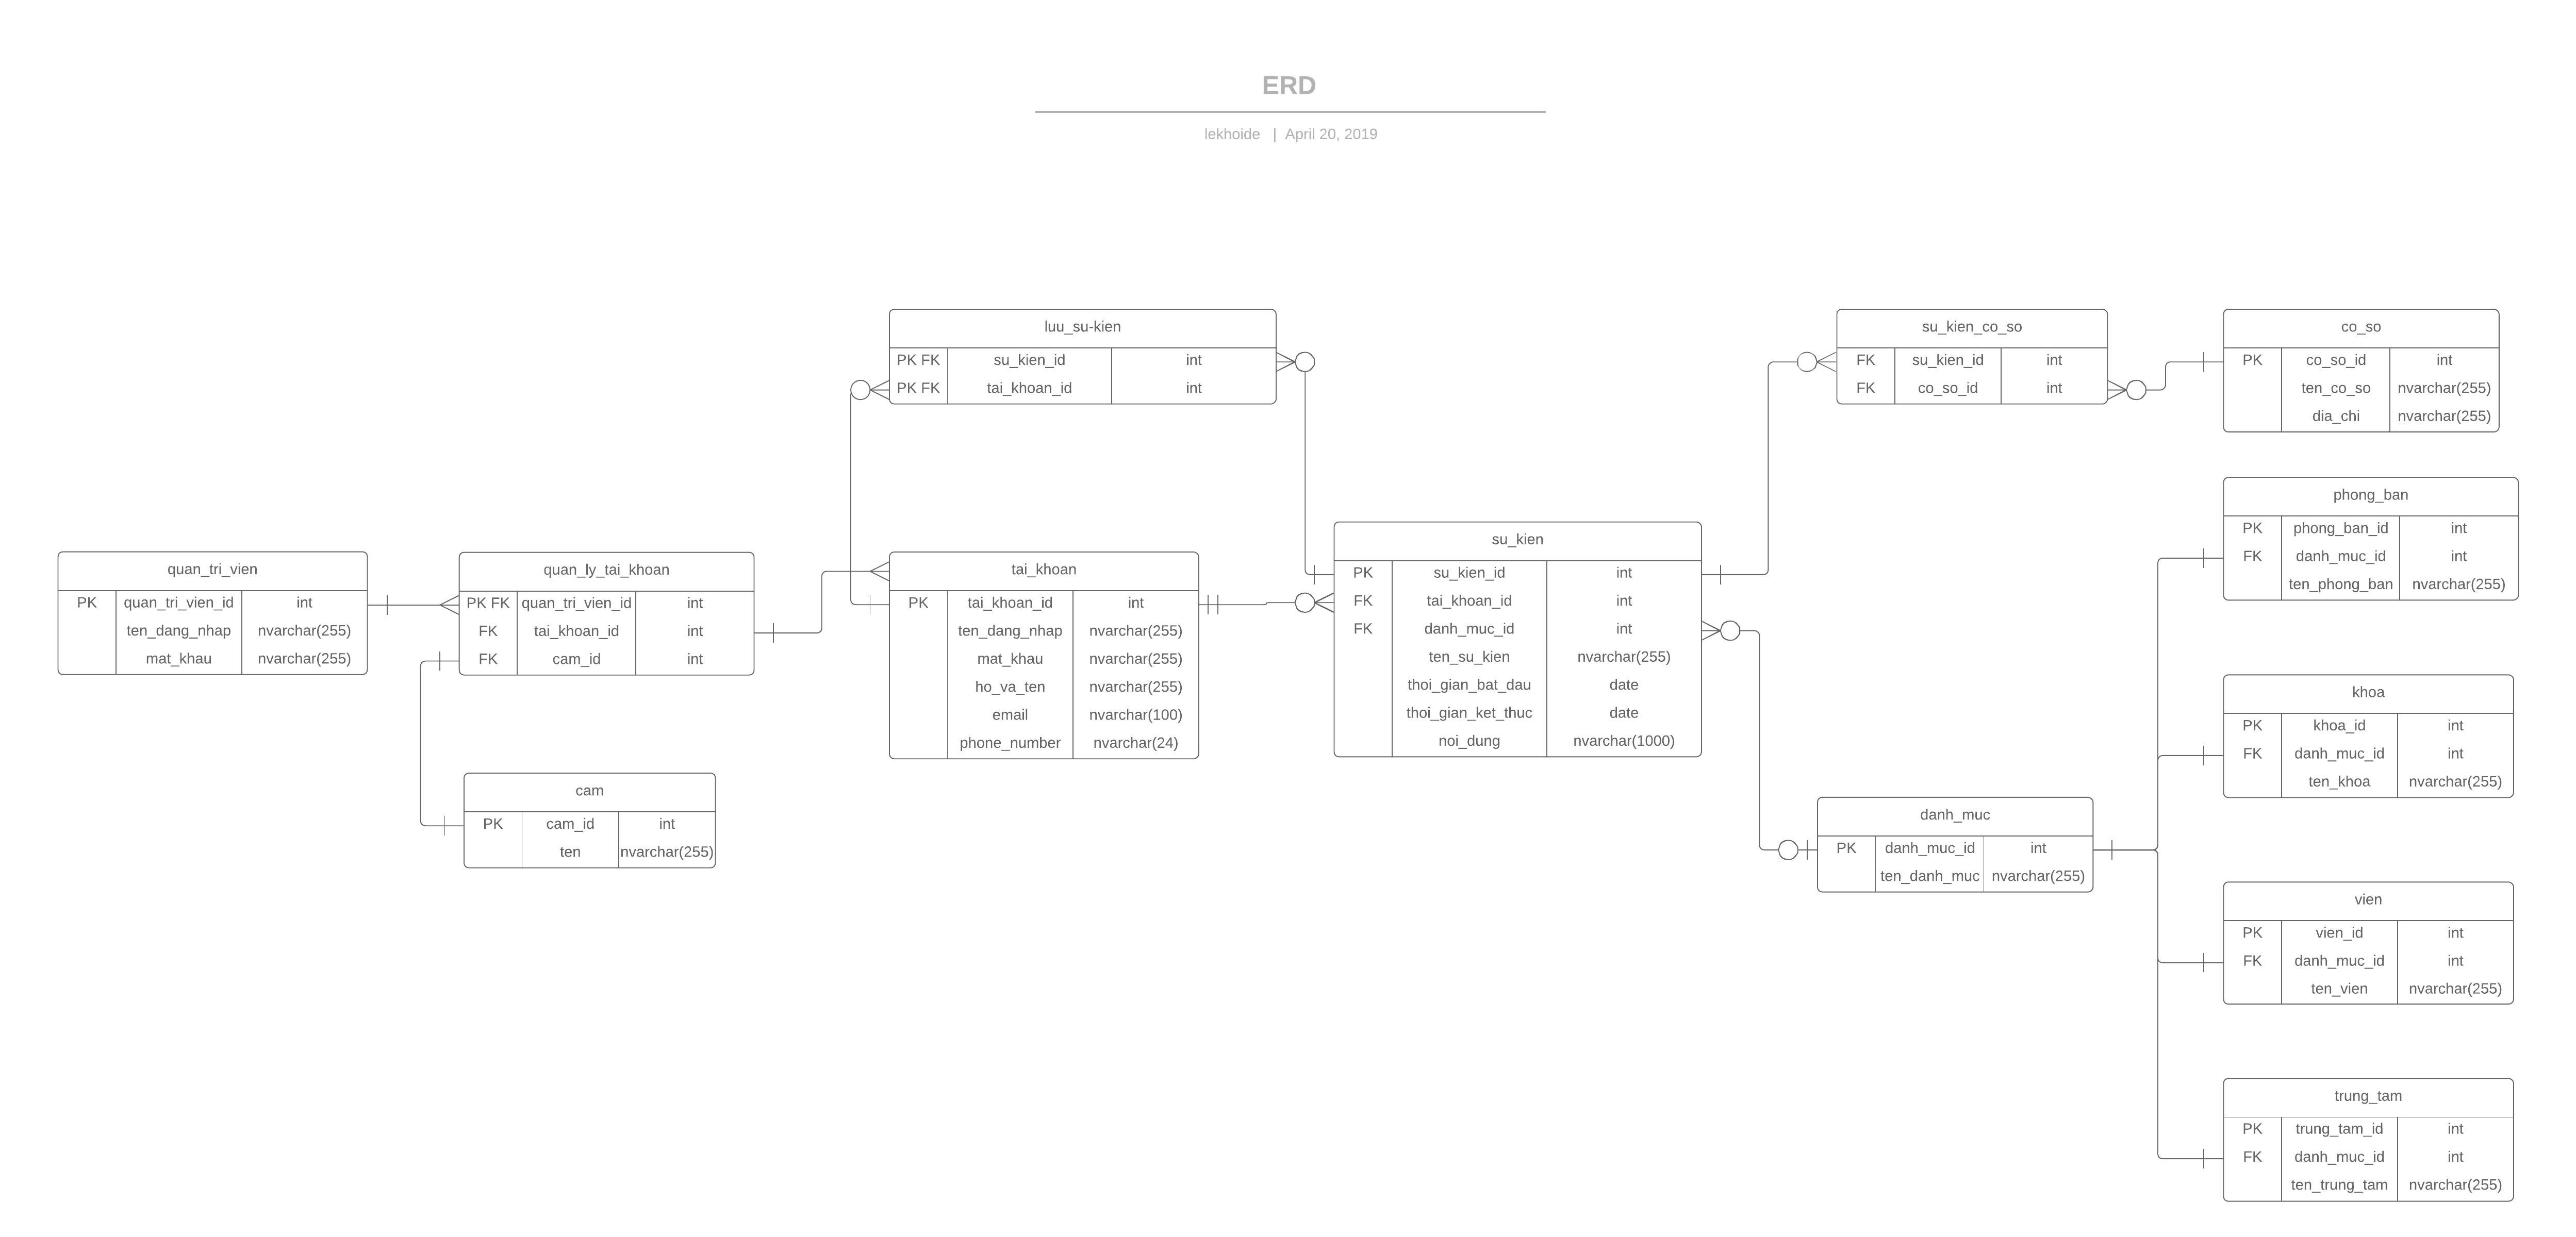 ERD
lekhoide | April 20, 2019
luu_su-kien
PK FK su_kien_id int
PK FK tai_khoan_id int
su_kien_co_so
FK su_kien_id int
FK co_so_id int
co_so
PK co_so_id int
ten_co_so nvarchar(255)
dia_chi nvarchar(255)
phong_ban
PK phong_ban_id int
FK danh_muc_id int
ten_phong_ban nvarchar(255)
quan_tri_vien
PK quan_tri_vien_id int
ten_dang_nhap nvarchar(255)
mat_khau nvarchar(255)
quan_ly_tai_khoan
PK FK quan_tri_vien_id int
FK tai_khoan_id int
FK cam_id int
tai_khoan
PK tai_khoan_id int
ten_dang_nhap nvarchar(255)
mat_khau nvarchar(255)
ho_va_ten nvarchar(255)
email nvarchar(100)
phone_number nvarchar(24)
su_kien
PK su_kien_id int
FK tai_khoan_id int
FK danh_muc_id int
ten_su_kien nvarchar(255)
thoi_gian_bat_dau date
thoi_gian_ket_thuc date
noi_dung nvarchar(1000)
khoa
PK khoa_id int
FK danh_muc_id int
ten_khoa nvarchar(255)
cam
PK cam_id int
ten nvarchar(255)
danh_muc
PK danh_muc_id int
ten_danh_muc nvarchar(255)
vien
PK vien_id int
FK danh_muc_id int
ten_vien nvarchar(255)
trung_tam
PK trung_tam_id int
FK danh_muc_id int
ten_trung_tam nvarchar(255)